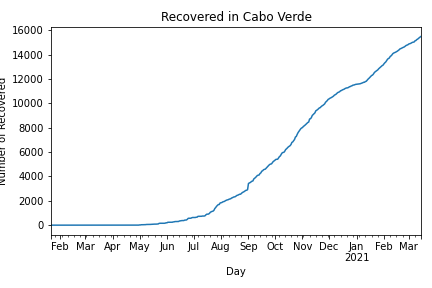 Recovered in Cabo Verde
Number of Recovered
16000
14000
12000
10000
8000
6000
4000
2000
0
Feb Mar Apr May Jun Jul Aug Sep Oct Nov Dec Jan Feb Mar
2021
Day